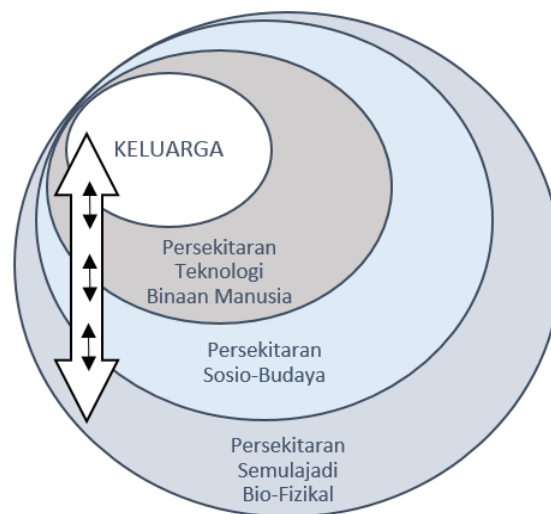 KELUARGA
Persekitaran
Teknologi
Binaan Manusia
Persekitaran
Sosio-Budaya
Persekitaran
Semulajadi
Bio-Fizikal